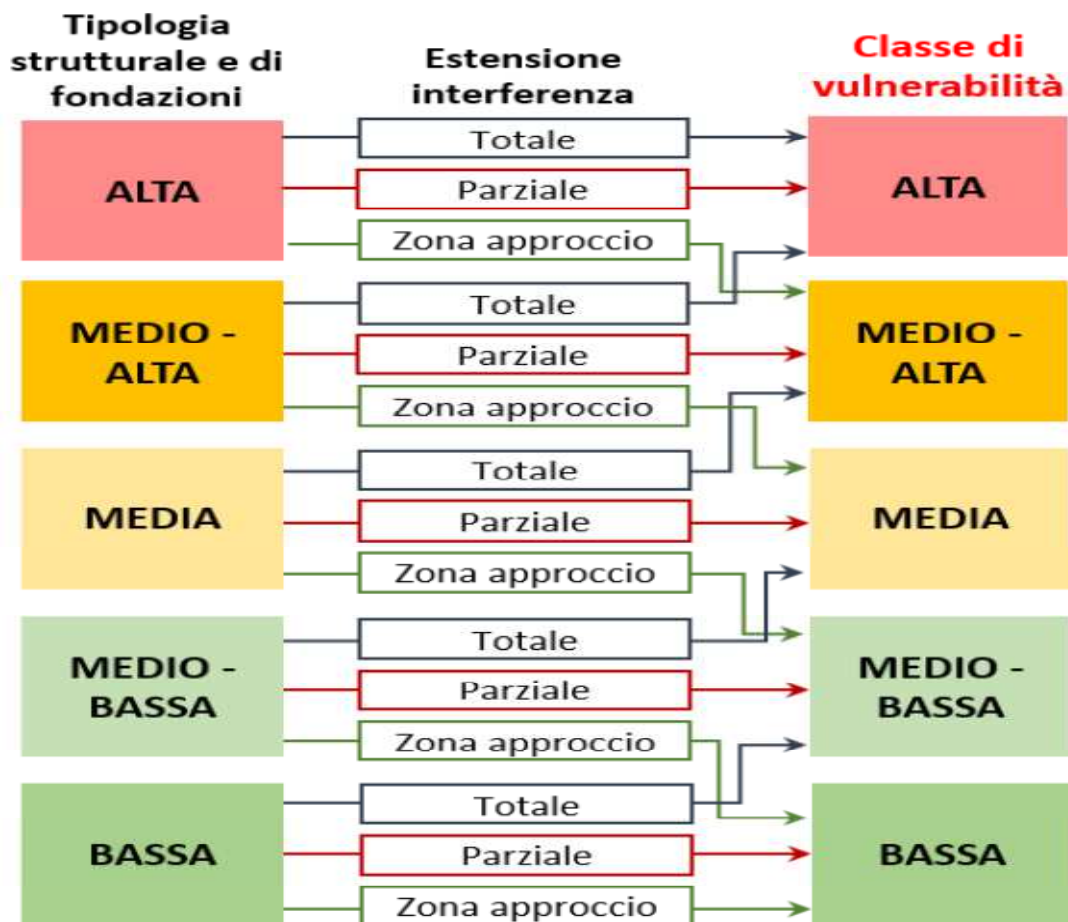 Tipologia
strutturale e di
fondazioni
Estensione
interferenza
Classe di
vulnerabilità
ALTA
Totale
Parziale
Zona approccio
ALTA
MEDIO -
ALTA
Totale
Parziale
Zona approccio
MEDIO -
ALTA
MEDIA
Totale
Parziale
Zona approccio
MEDIA
MEDIO -
BASSA
Totale
Parziale
Zona approccio
MEDIO -
BASSA
BASSA
Totale
Parziale
Zona approccio
BASSA